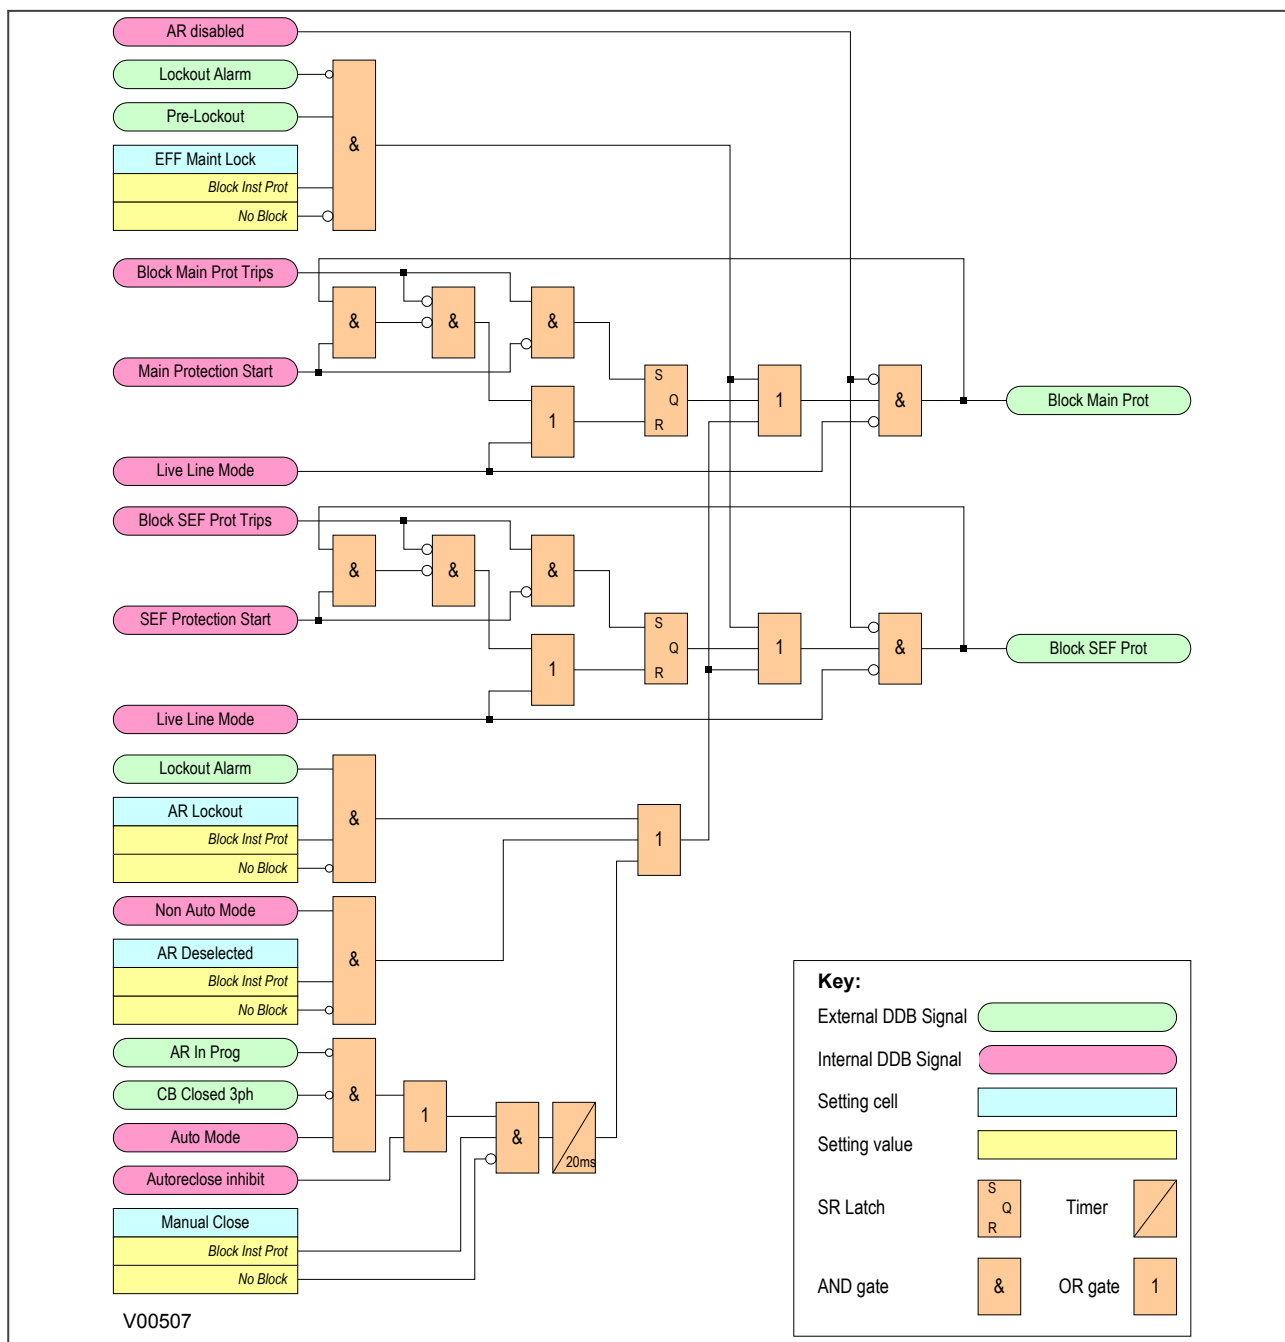 AR disabled
Lockout Alarm
Pre-Lockout
&
EFF Maint Lock
Block Inst Prot
No Block
Block Main Prot Trips
&
&
&
Main Protection Start
S
Q
R
1
1
&
Block Main Prot
Live Line Mode
Block SEF Prot Trips
&
&
&
SEF Protection Start
S
Q
R
1
1
&
Block SEF Prot
Live Line Mode
Lockout Alarm
&
AR Lockout
Block Inst Prot
No Block
1
Non Auto Mode
&
AR Deselected
Block Inst Prot
No Block
AR In Prog
CB Closed 3ph
&
Auto Mode
1
&
20ms
Autoreclose inhibit
Manual Close
Block Inst Prot
No Block
V00507
Key:
External DDB Signal
Internal DDB Signal
Setting cell
Setting value
SR Latch
S
Q
R
Timer
AND gate
&
OR gate
1